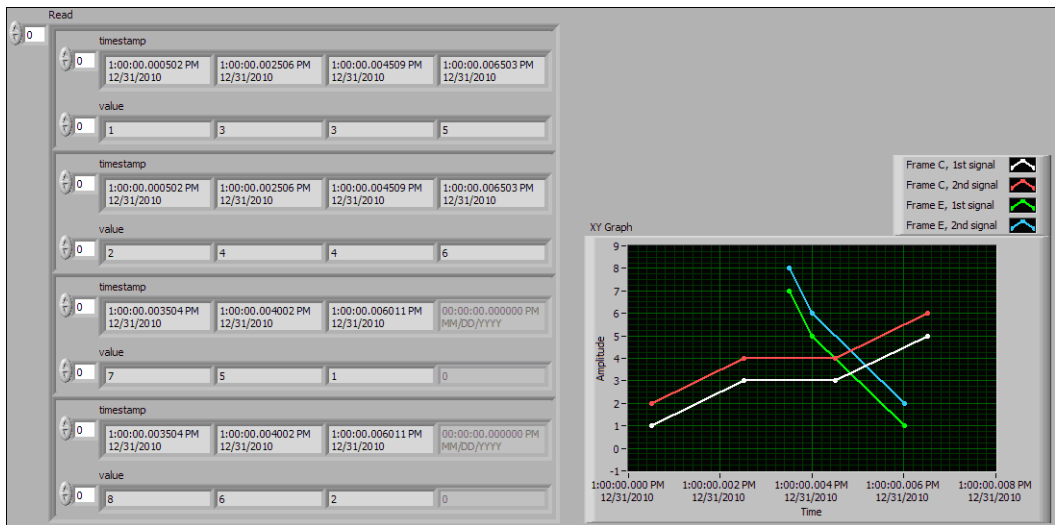 Read
0
timestamp
0
1:00:00.000502 PM 1:00:00.002506 PM 1:00:00.004509 PM 1:00:00.006503 PM
12/31/2010 12/31/2010 12/31/2010 12/31/2010
value
0 1 3 3 5
timestamp
0
1:00:00.000502 PM 1:00:00.002506 PM 1:00:00.004509 PM 1:00:00.006503 PM
12/31/2010 12/31/2010 12/31/2010 12/31/2010
value
0 2 4 4 6
timestamp
0
1:00:00.003504 PM 1:00:00.004002 PM 1:00:00.006011 PM 00:00:00.000000 PM
12/31/2010 12/31/2010 12/31/2010 MM/DD/YYYY
value
0 7 5 1 0
timestamp
0
1:00:00.003504 PM 1:00:00.004002 PM 1:00:00.006011 PM 00:00:00.000000 PM
12/31/2010 12/31/2010 12/31/2010 MM/DD/YYYY
value
0 8 6 2 0
Frame C, 1st signal
Frame C, 2nd signal
Frame E, 1st signal
Frame E, 2nd signal
XY Graph
9
8
7
6
5
4
3
2
1
0
-1
Amplitude
1:00:00.000 PM 1:00:00.002 PM 1:00:00.004 PM 1:00:00.006 PM 1:00:00.008 PM
12/31/2010 12/31/2010 12/31/2010 12/31/2010 12/31/2010
Time